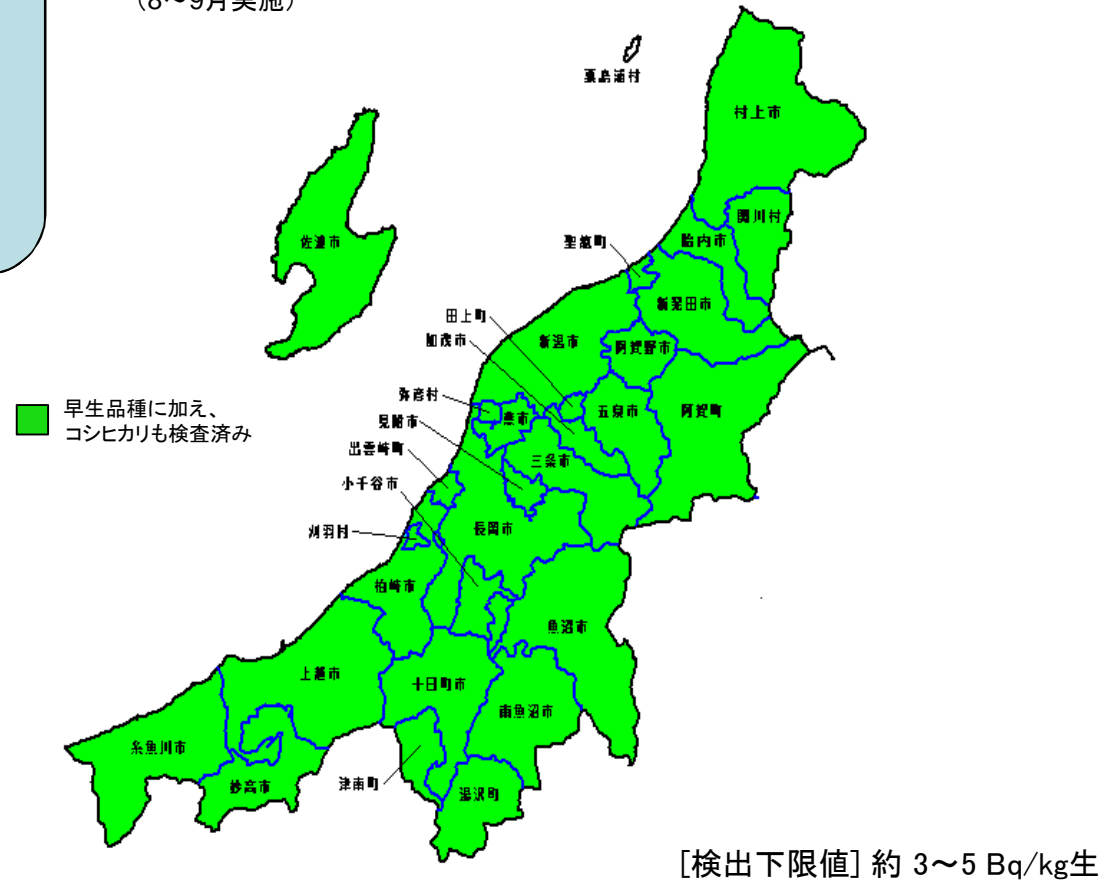 (8～9月実施)
粟島浦村
村上市
関川村
胎内市
聖籠町
佐渡市
新発田市
田上町
新潟市
加茂市
阿賀野市
弥彦村
燕市
五泉市
阿賀町
早生品種に加え、
コシヒカリも検査済み
見附市
出雲崎町
三条市
小千谷市
長岡市
刈羽村
柏崎市
魚沼市
上越市
十日町市
南魚沼市
糸魚川市
妙高市
津南町
湯沢町
[検出下限値] 約 3～5 Bq/kg生